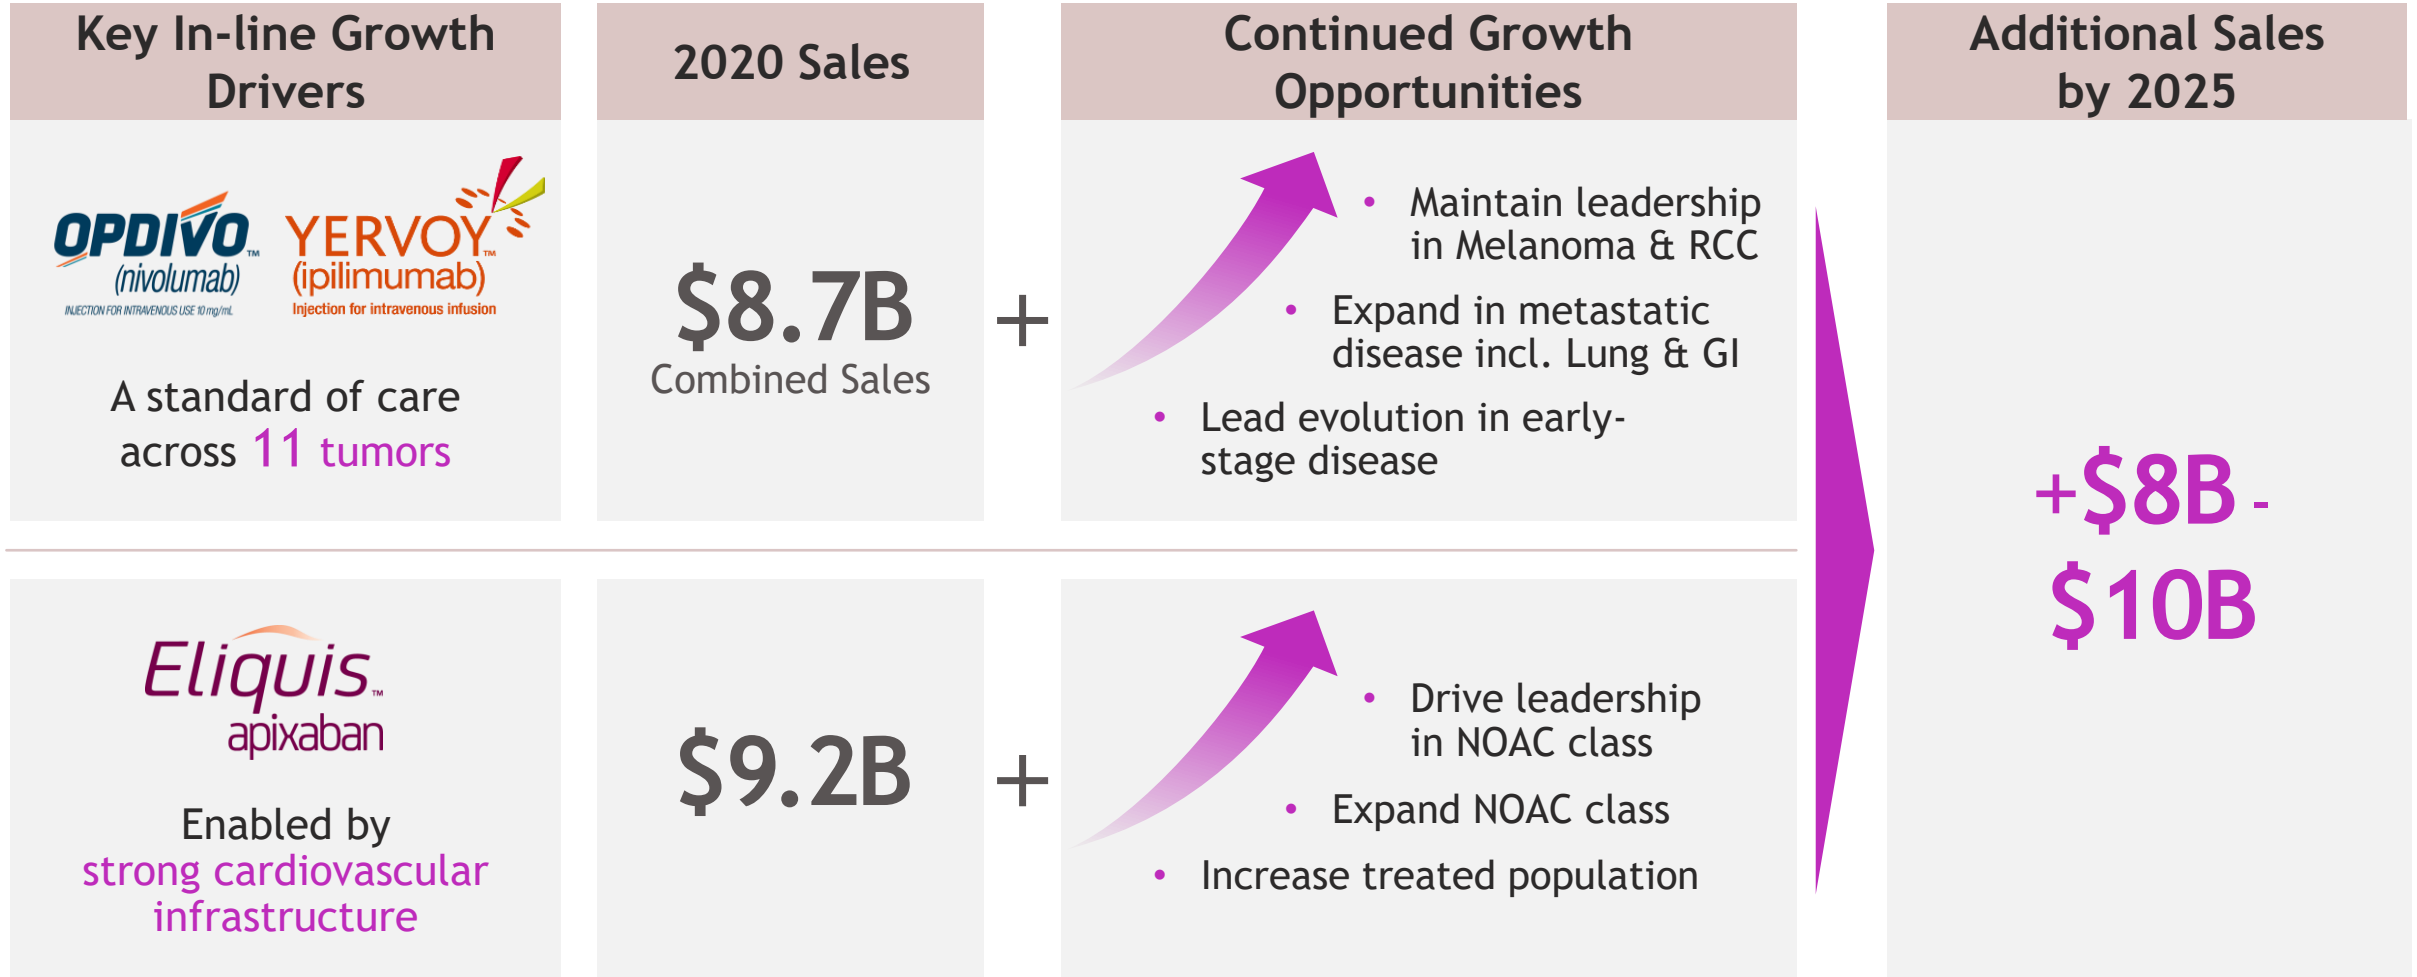 Key In-line Growth
Drivers
2020 Sales
Continued Growth
Opportunities
Additional Sales
by 2025
OPDIVO™
(nivolumab)
INJECTION FOR INTRAVENOUS USE 10 mg/mL
YERVOY™
(ipilimumab)
Injection for intravenous infusion
A standard of care
across 11 tumors
$8.7B
Combined Sales
+
• Maintain leadership
in Melanoma & RCC
• Expand in metastatic
disease incl. Lung & GI
• Lead evolution in early-
stage disease
Eliquis™
apixaban
Enabled by
strong cardiovascular
infrastructure
$9.2B
+
• Drive leadership
in NOAC class
• Expand NOAC class
• Increase treated population
+$8B -
$10B